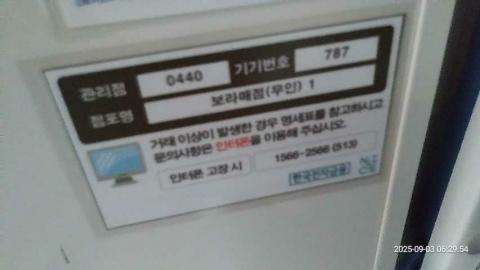 관리점 0440 기기번호 787
점포명 보라매점(무인) 1
거래 이상이 발생한 경우 명세표를 참고하시고
문의사항은 인터폰을 이용해 주십시오.
인터폰 고장 시 1566-2566 (513)
한국전자금융
2025-09-03 06:29:54